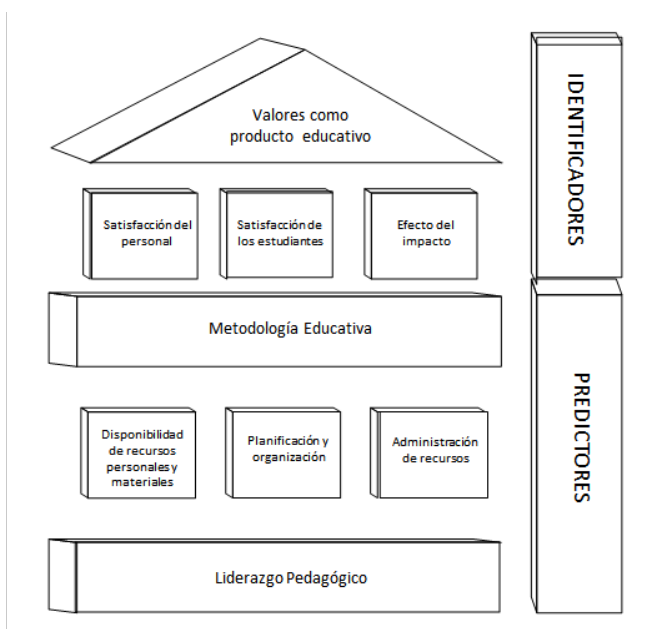 Valores como
producto educativo
IDENTIFICADORES
Satisfacción del
personal
Satisfacción de
los estudiantes
Efecto del
impacto
Metodología Educativa
PREDICTORES
Disponibilidad
de recursos
personales y
materiales
Planificación y
organización
Administración
de recursos
Liderazgo Pedagógico